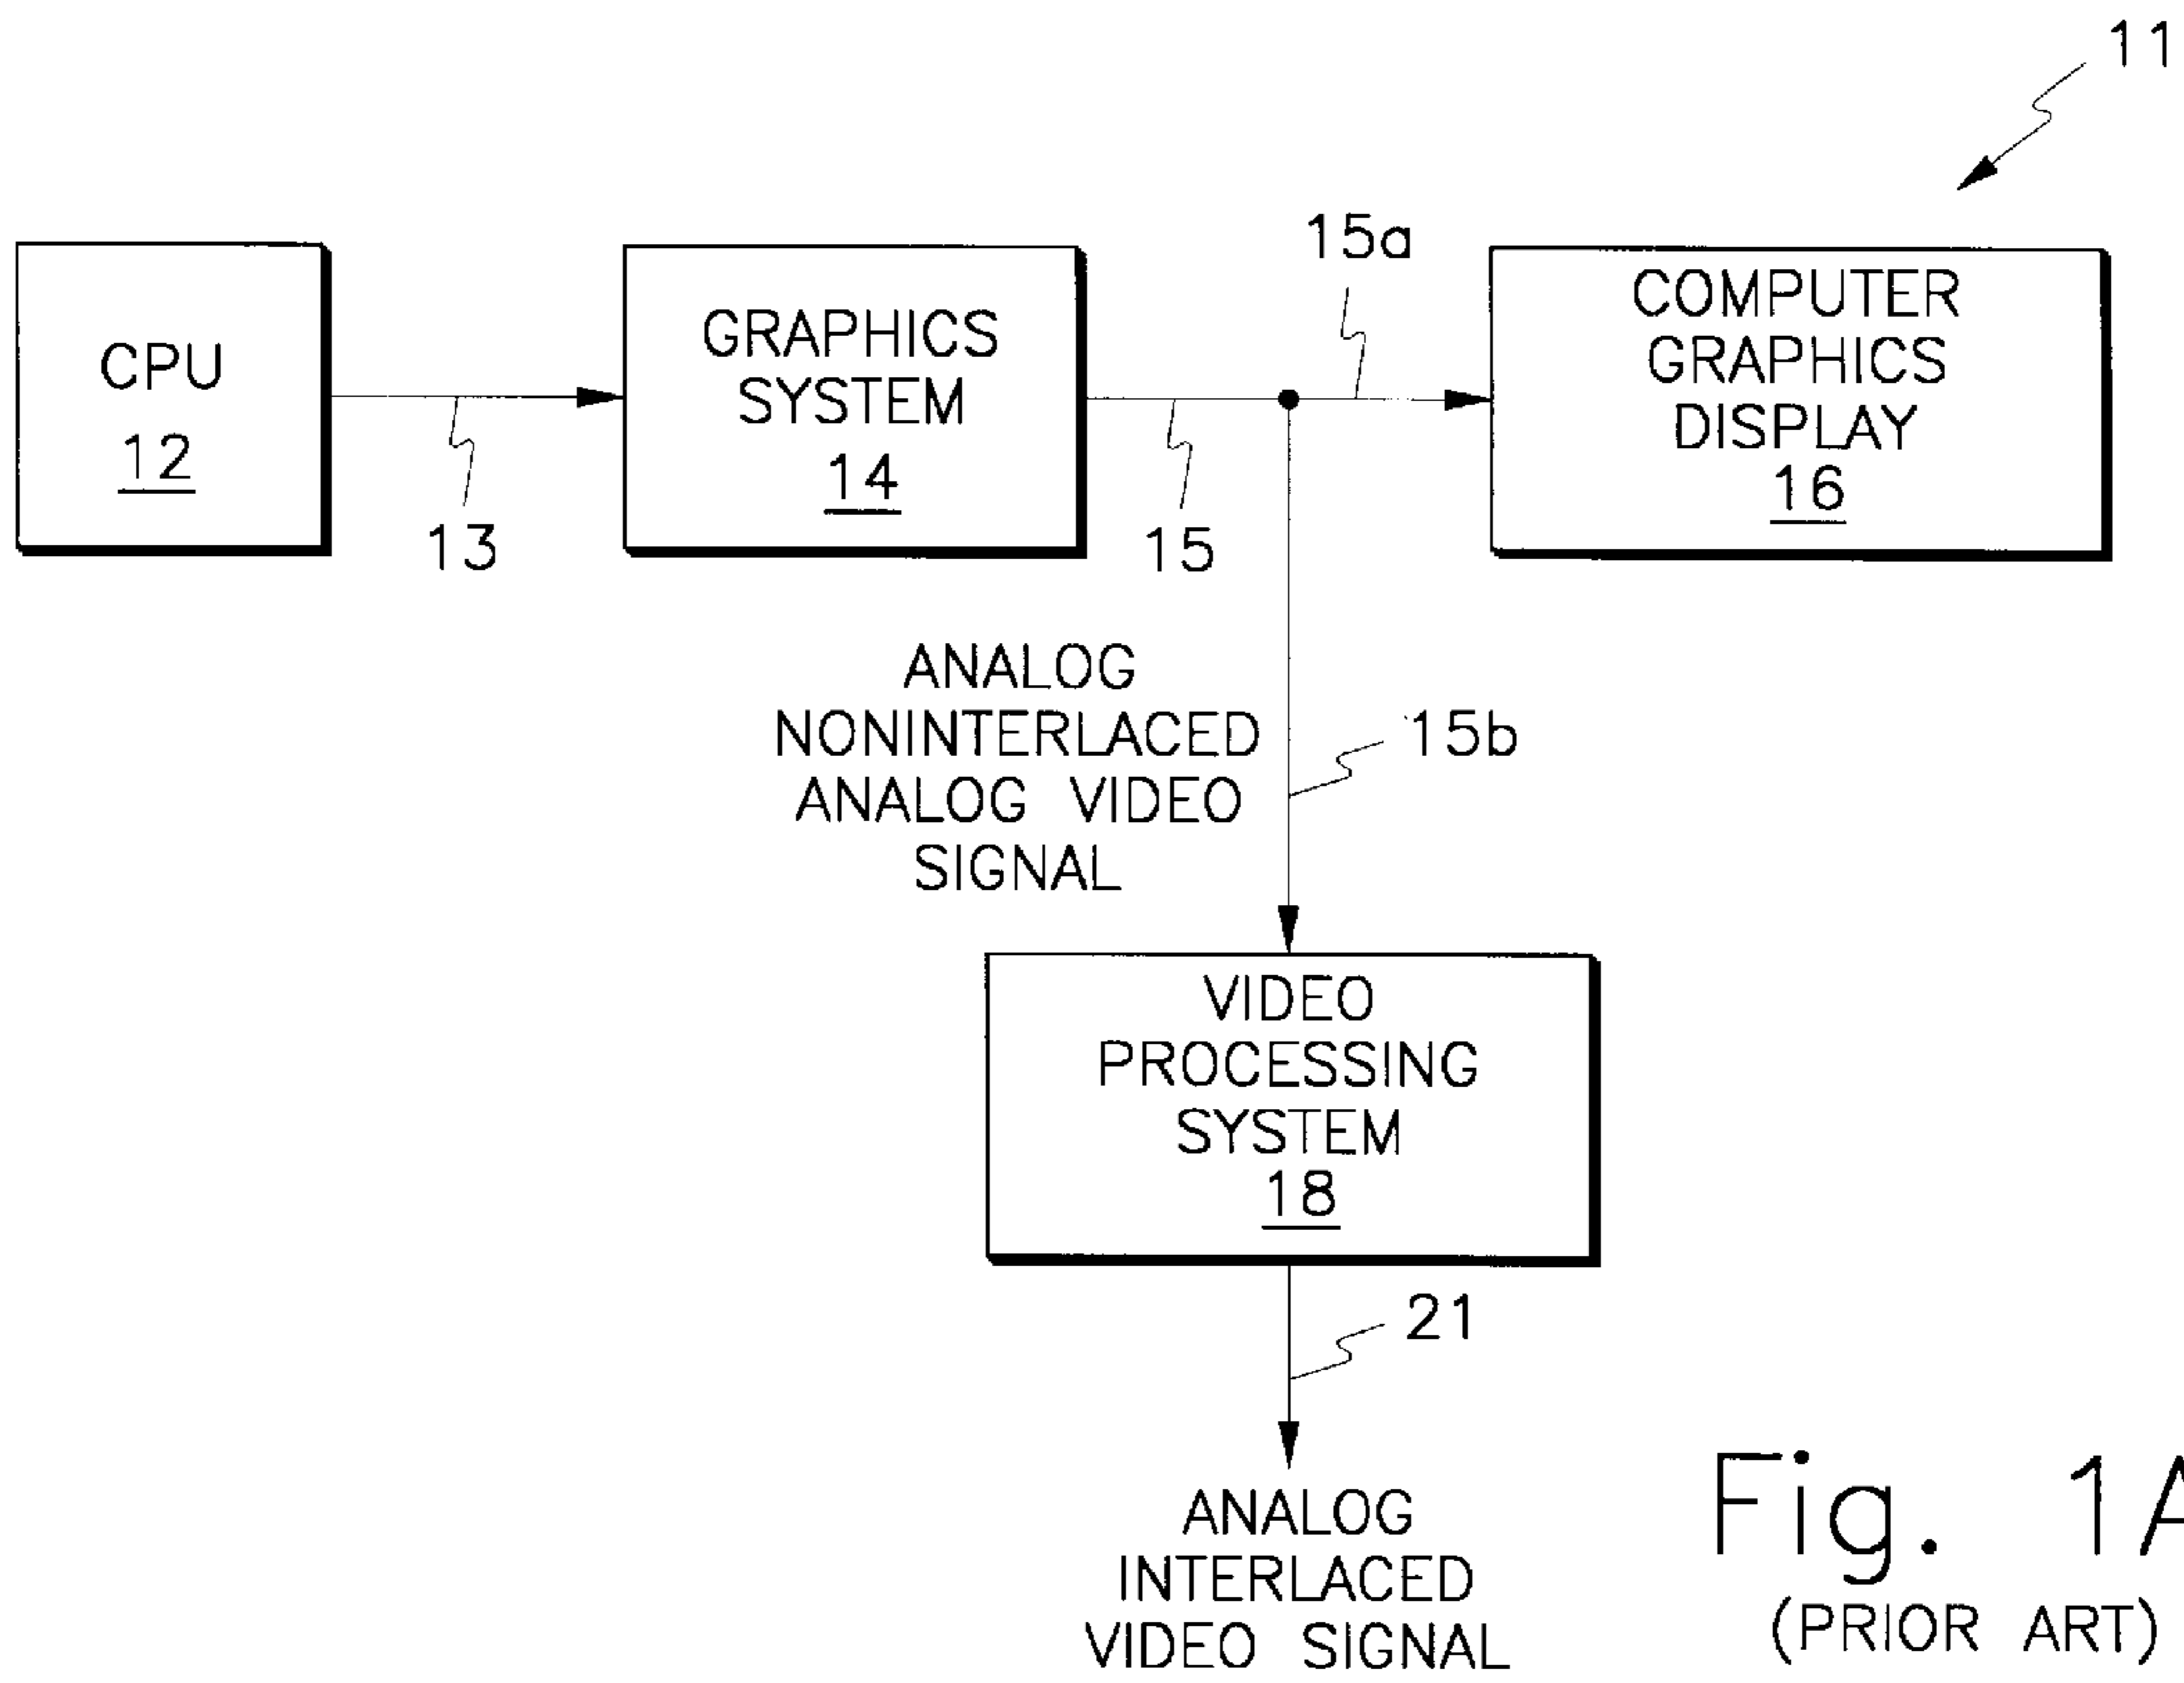 11
15a
CPU
12
13
GRAPHICS
SYSTEM
14
15
COMPUTER
GRAPHICS
DISPLAY
16
ANALOG
NONINTERLACED
ANALOG VIDEO
SIGNAL
15b
VIDEO
PROCESSING
SYSTEM
18
21
ANALOG
INTERLACED
VIDEO SIGNAL
Fig. 1A
(PRIOR ART)